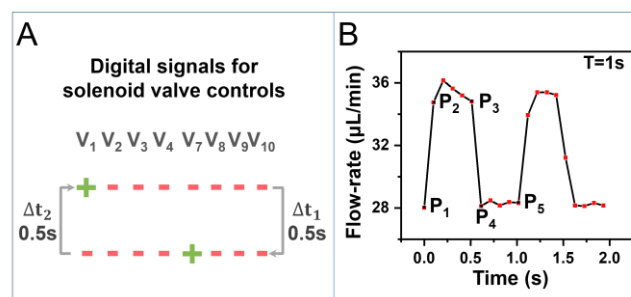 A
Digital signals for
solenoid valve controls
V1 V2 V3 V4 V7 V8 V9 V10
+ - - - - - - -
Δt2
0.5s
Δt1
0.5s
- - - - + - - -
B
T=1s
Flow-rate (µL/min)
36
32
28
P1
P2
P3
P4
P5
0.0 0.5 1.0 1.5 2.0
Time (s)